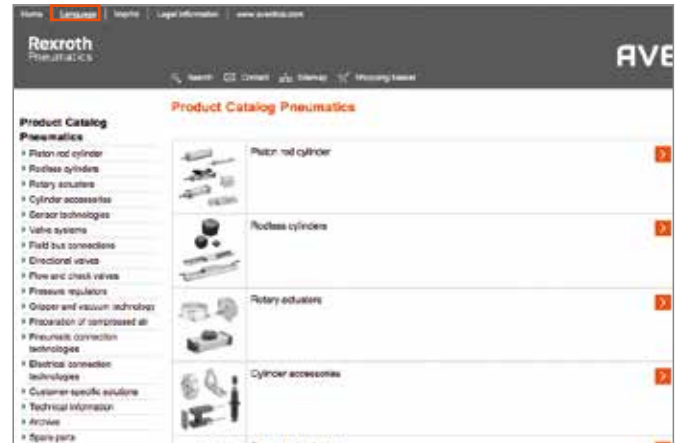 Home | Language | Imprint | Legal information | www.aventics.com
Rexroth
Pneumatics
AVE
Search Contact Sitemap Shopping basket
Product Catalog Pneumatics
Product Catalog
Pneumatics
Piston rod cylinder
Rodless cylinders
Rotary actuators
Cylinder accessories
Sensor technologies
Valve systems
Field bus connections
Directional valves
Flow and check valves
Pressure regulators
Gripper and vacuum technology
Preparation of compressed air
Pneumatic connection
technologies
Electrical connection
technologies
Customer-specific solutions
Technical information
Archive
Spare parts
Piston rod cylinder
Rodless cylinders
Rotary actuators
Cylinder accessories